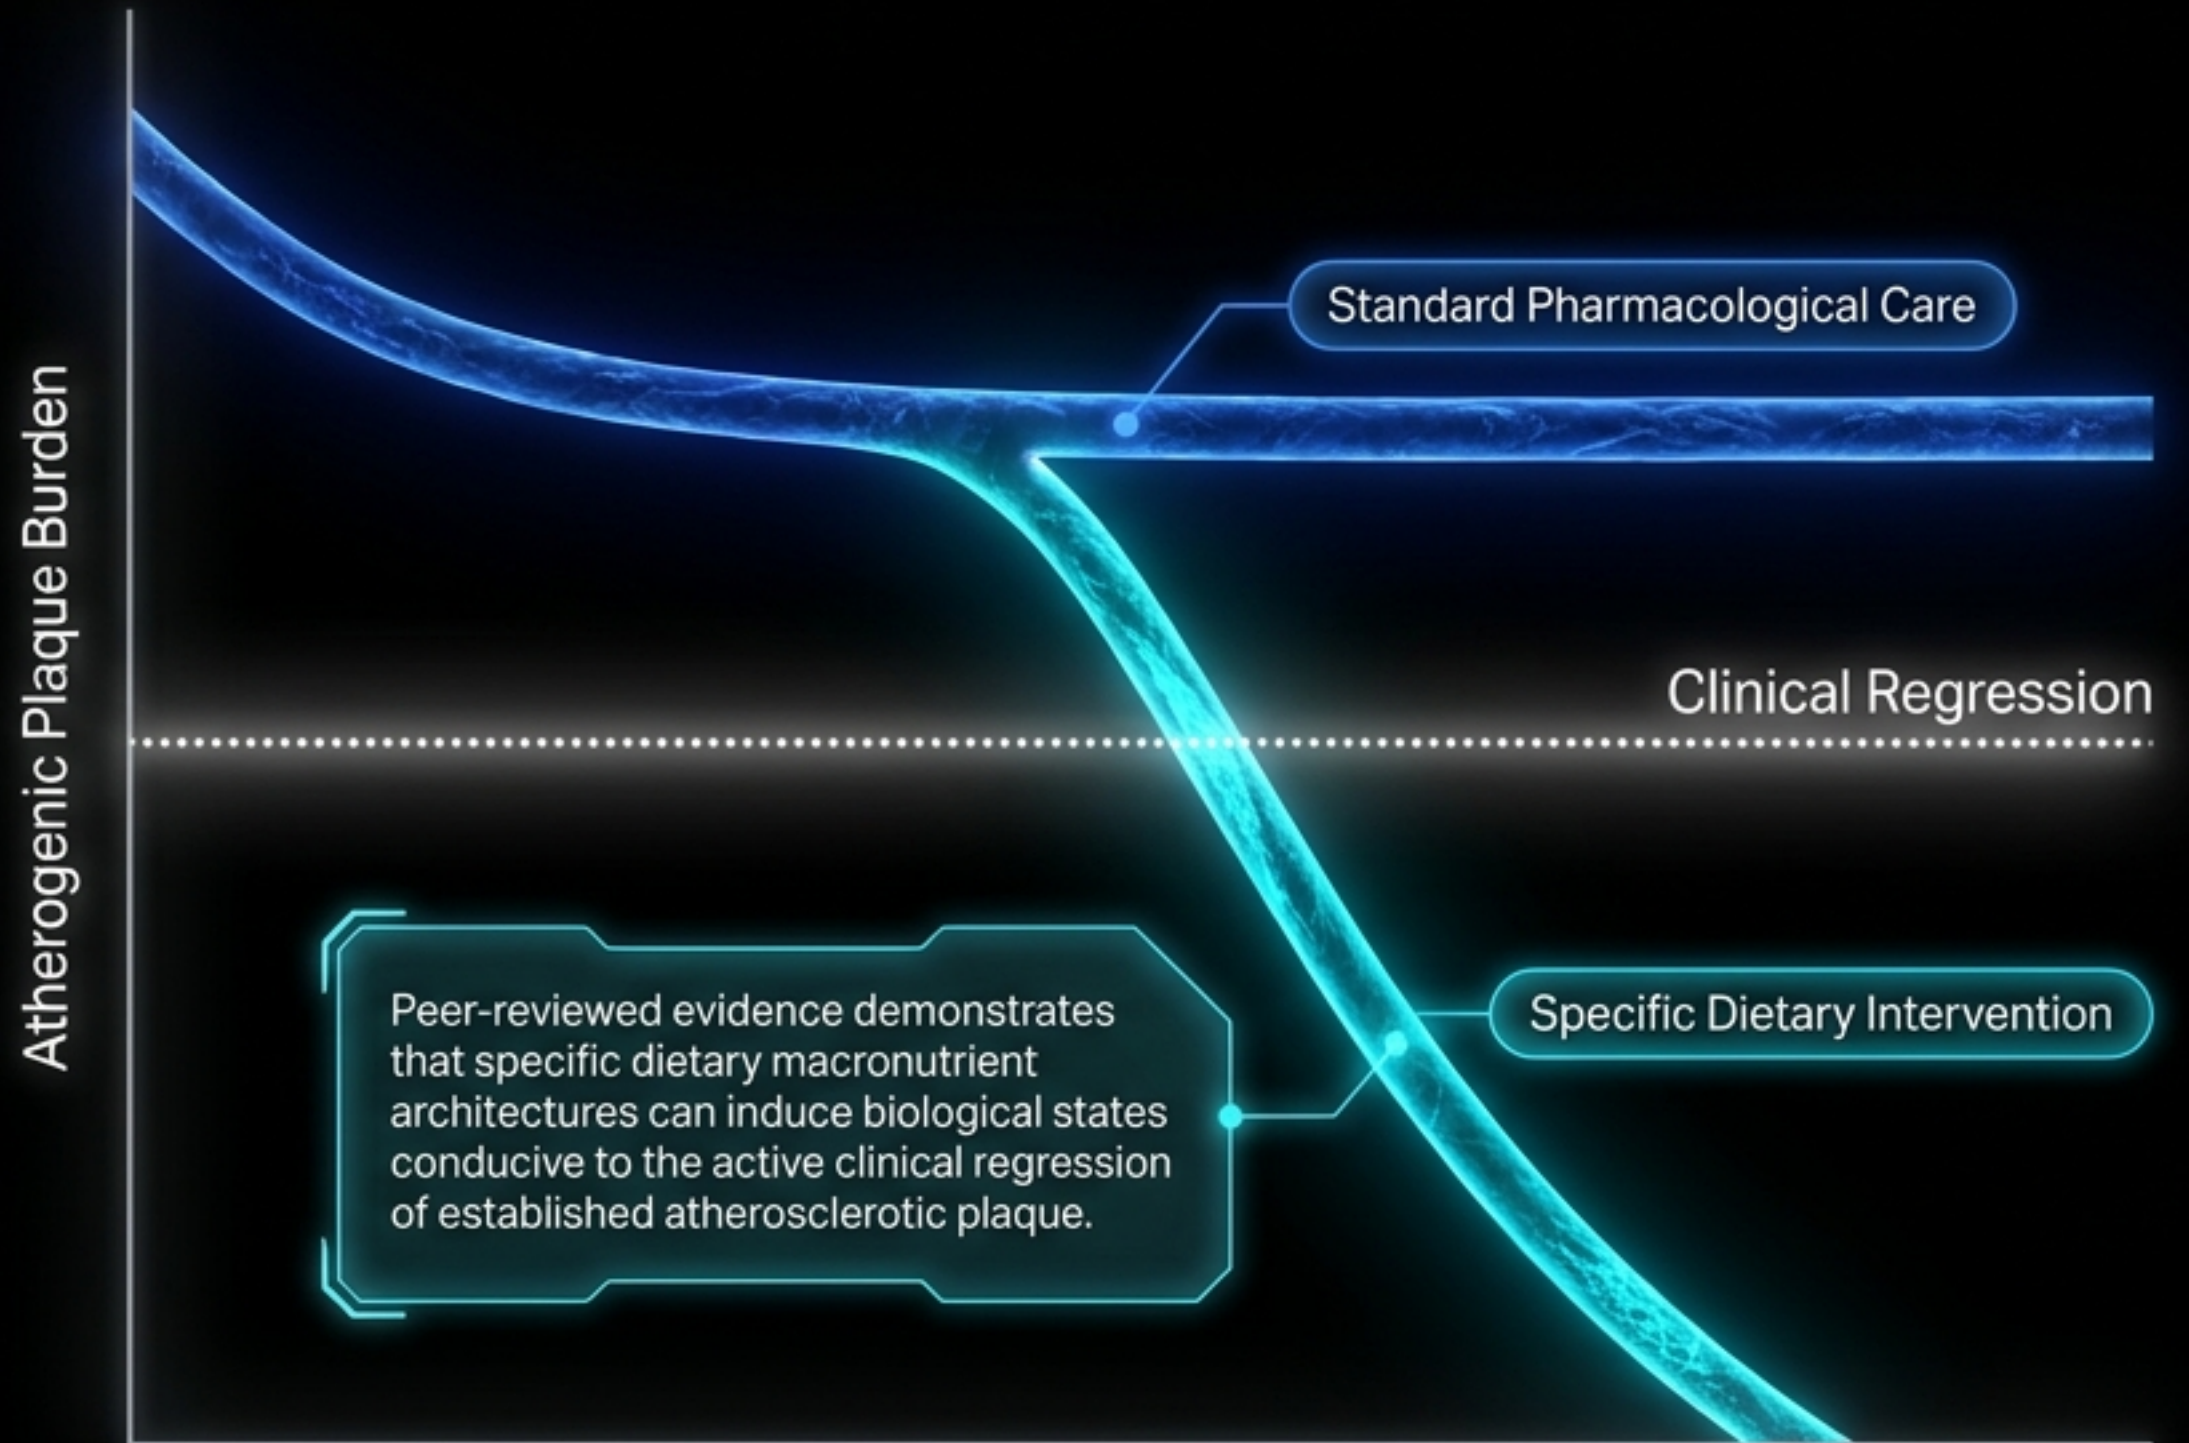 Atherogenic Plaque Burden
Standard Pharmacological Care
Clinical Regression
Specific Dietary Intervention
Peer-reviewed evidence demonstrates
that specific dietary macronutrient
architectures can induce biological states
conducive to the active clinical regression
of established atherosclerotic plaque.